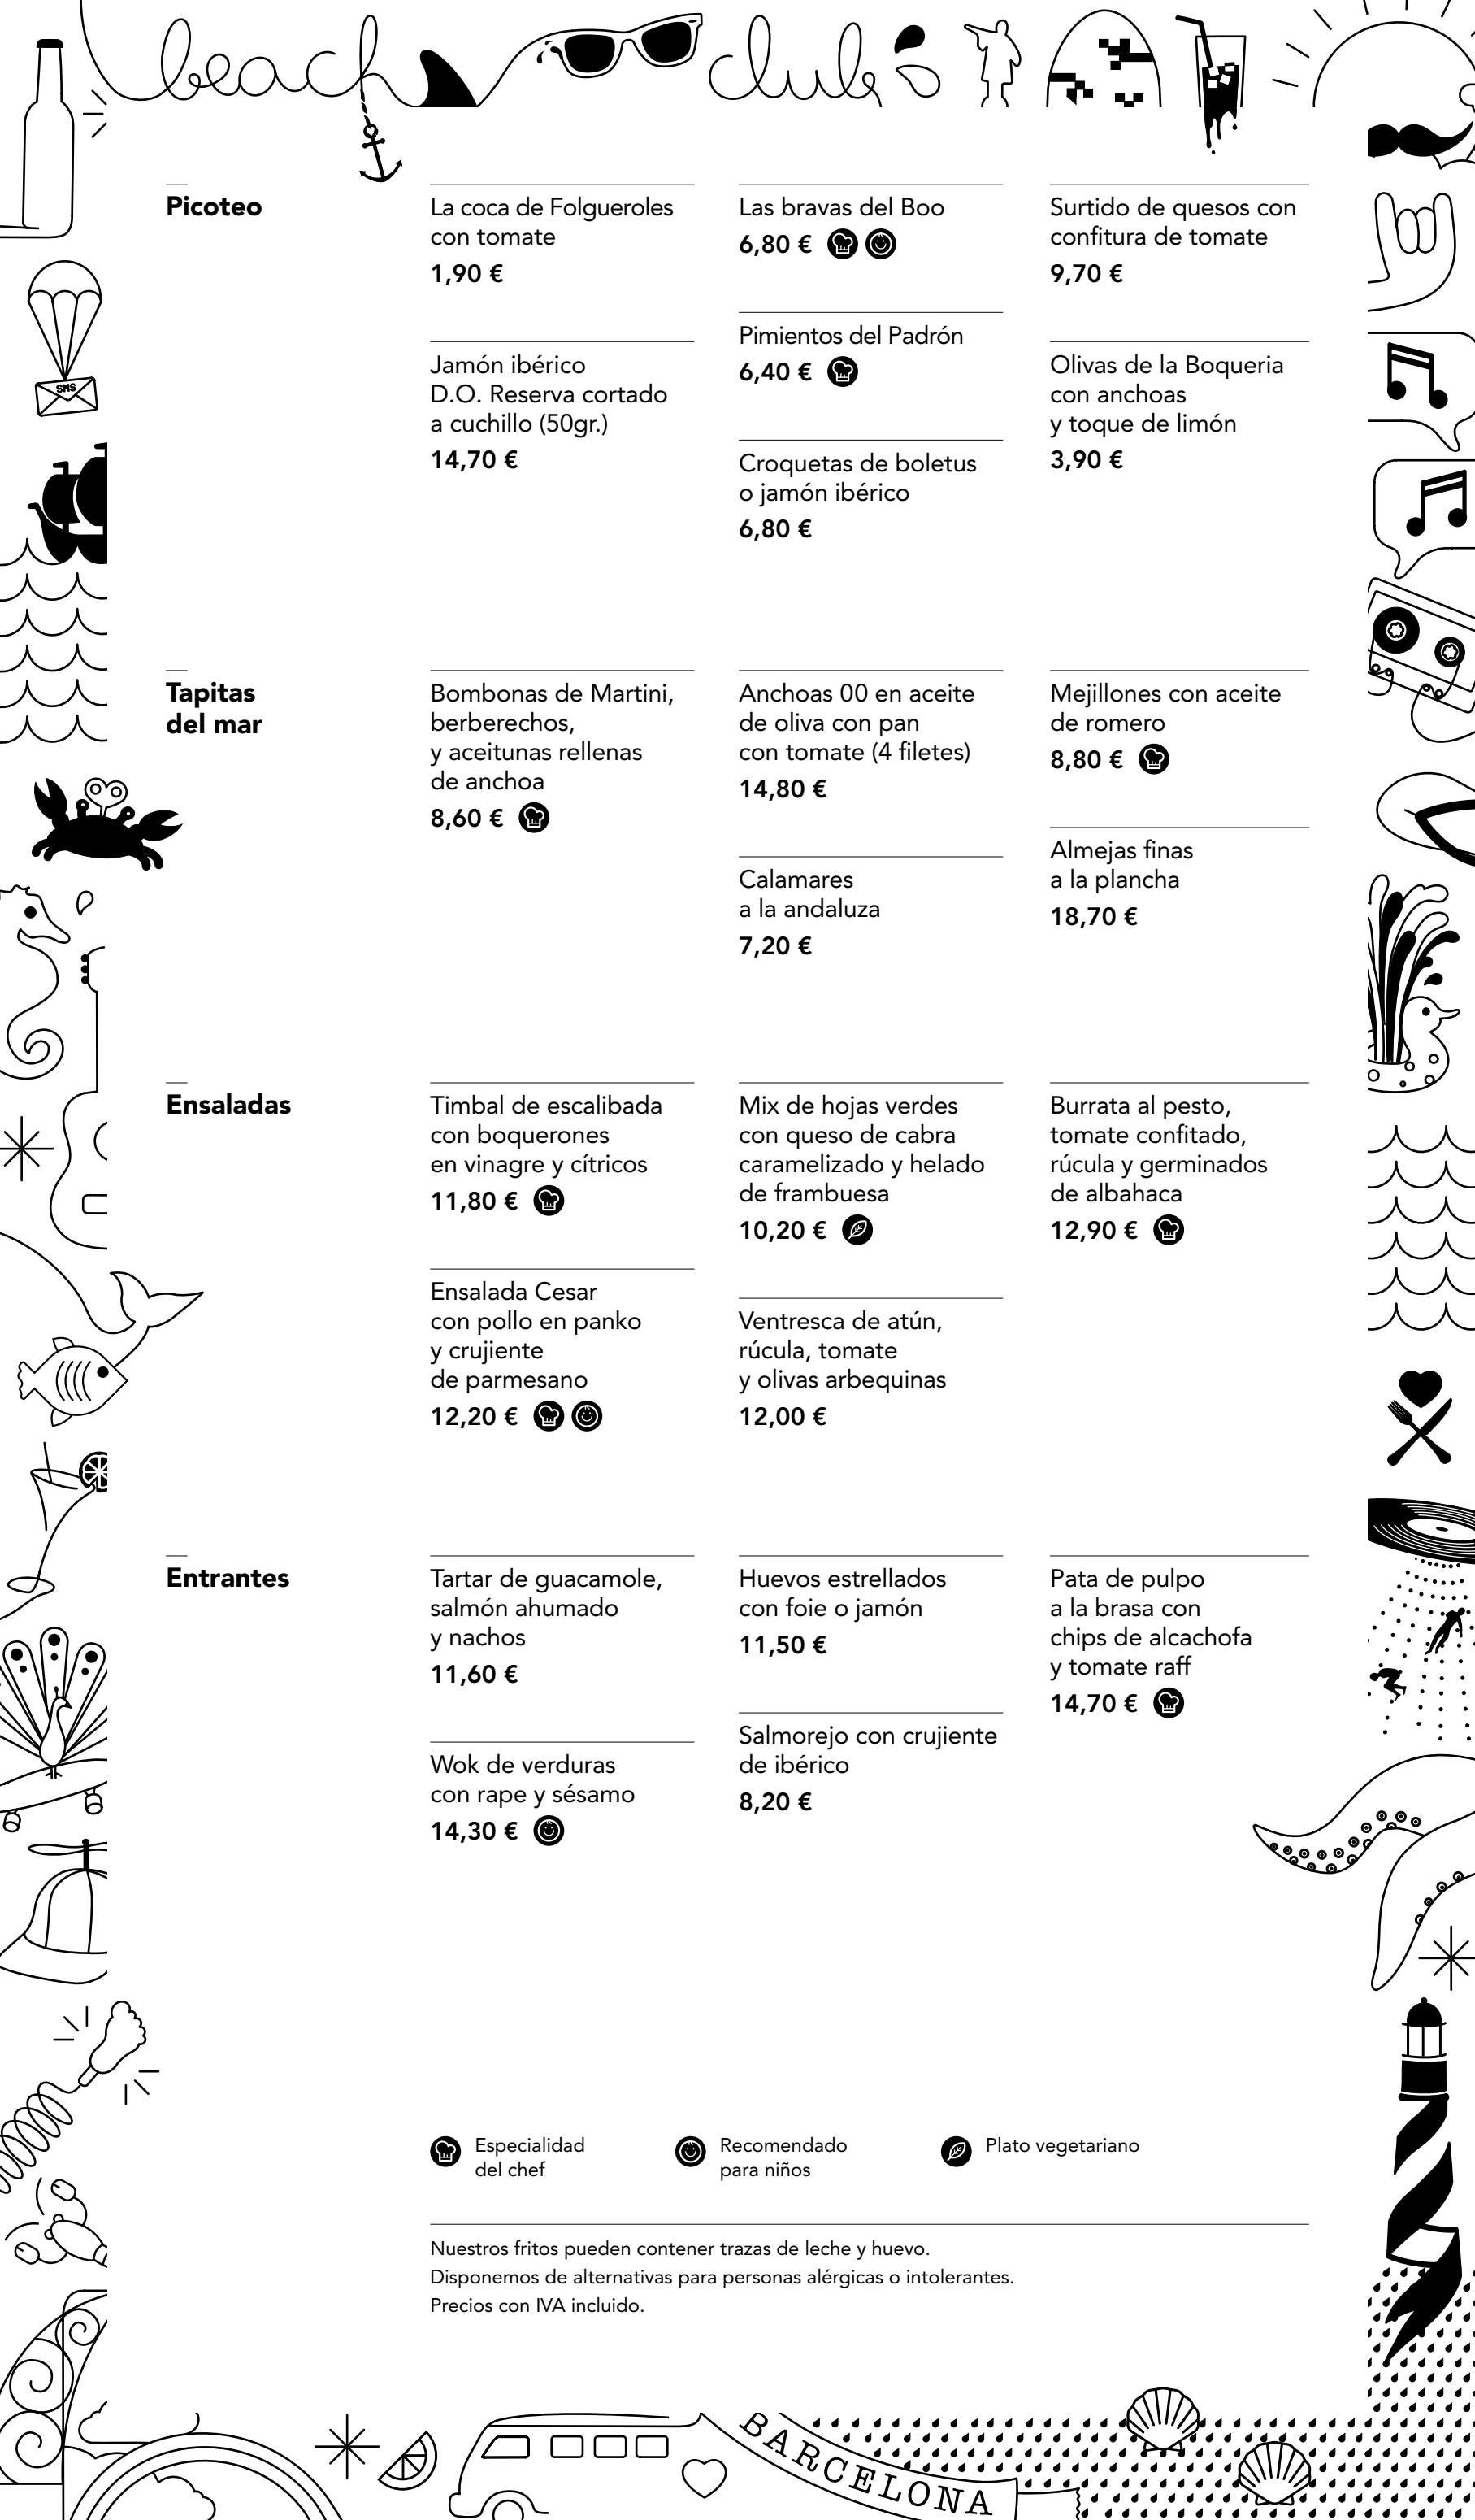 beach club
SMS
Picoteo
La coca de Folgueroles
con tomate
1,90 €
Jamón ibérico
D.O. Reserva cortado
a cuchillo (50gr.)
14,70 €
Las bravas del Boo
6,80 €
Pimientos del Padrón
6,40 €
Croquetas de boletus
o jamón ibérico
6,80 €
Surtido de quesos con
confitura de tomate
9,70 €
Olivas de la Boqueria
con anchoas
y toque de limón
3,90 €
Tapitas
del mar
Bombonas de Martini,
berberechos,
y aceitunas rellenas
de anchoa
8,60 €
Anchoas 00 en aceite
de oliva con pan
con tomate (4 filetes)
14,80 €
Calamares
a la andaluza
7,20 €
Mejillones con aceite
de romero
8,80 €
Almejas finas
a la plancha
18,70 €
Ensaladas
Timbal de escalibada
con boquerones
en vinagre y cítricos
11,80 €
Ensalada Cesar
con pollo en panko
y crujiente
de parmesano
12,20 €
Mix de hojas verdes
con queso de cabra
caramelizado y helado
de frambuesa
10,20 €
Ventresca de atún,
rúcula, tomate
y olivas arbequinas
12,00 €
Burrata al pesto,
tomate confitado,
rúcula y germinados
de albahaca
12,90 €
Entrantes
Tartar de guacamole,
salmón ahumado
y nachos
11,60 €
Wok de verduras
con rape y sésamo
14,30 €
Huevos estrellados
con foie o jamón
11,50 €
Salmorejo con crujiente
de ibérico
8,20 €
Pata de pulpo
a la brasa con
chips de alcachofa
y tomate raff
14,70 €
Especialidad
del chef
Recomendado
para niños
Plato vegetariano
Nuestros fritos pueden contener trazas de leche y huevo.
Disponemos de alternativas para personas alérgicas o intolerantes.
Precios con IVA incluido.
BARCELONA